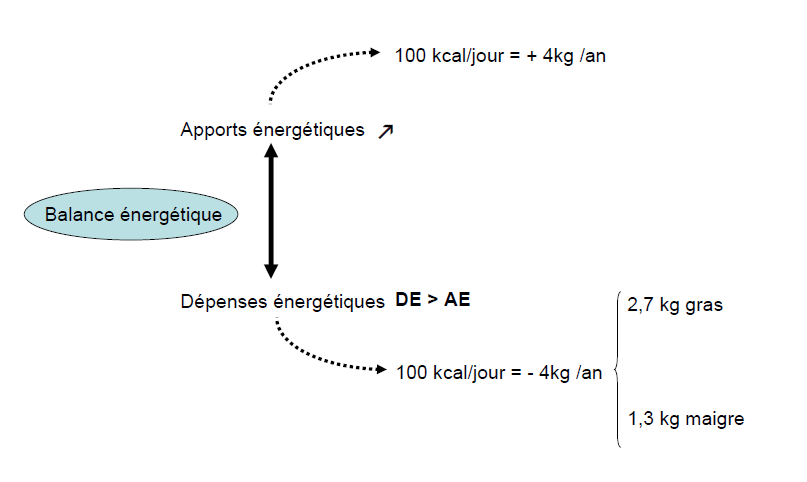 100 kcal/jour = + 4kg /an
Apports énergétiques
Balance énergétique
Dépenses énergétiques DE > AE
2,7 kg gras
100 kcal/jour = - 4kg /an
1,3 kg maigre